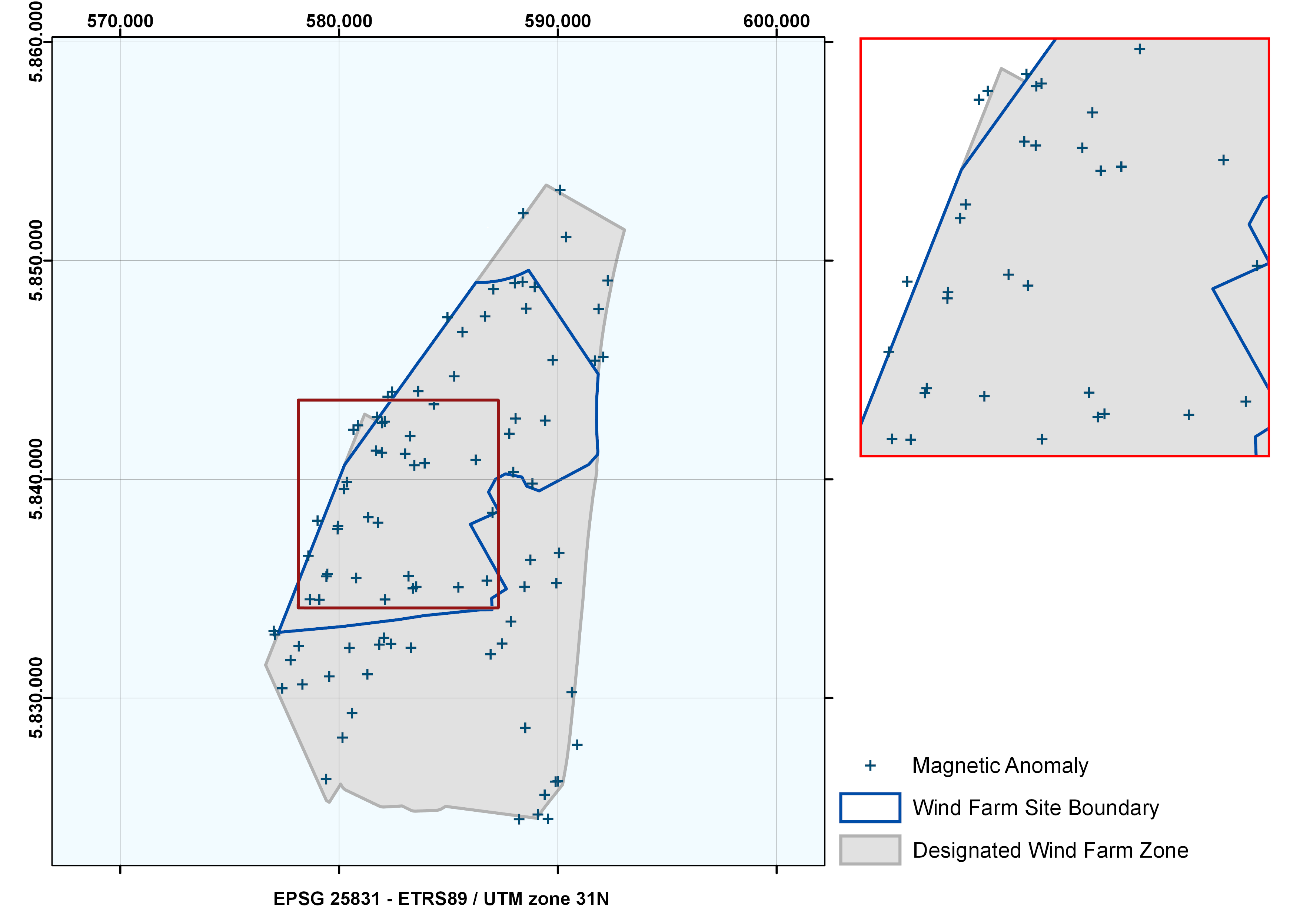 570.000 580.000 590.000 600.000
5.860.000
5.850.000
5.840.000
5.830.000
Magnetic Anomaly
Wind Farm Site Boundary
Designated Wind Farm Zone
EPSG 25831 - ETRS89 / UTM zone 31N